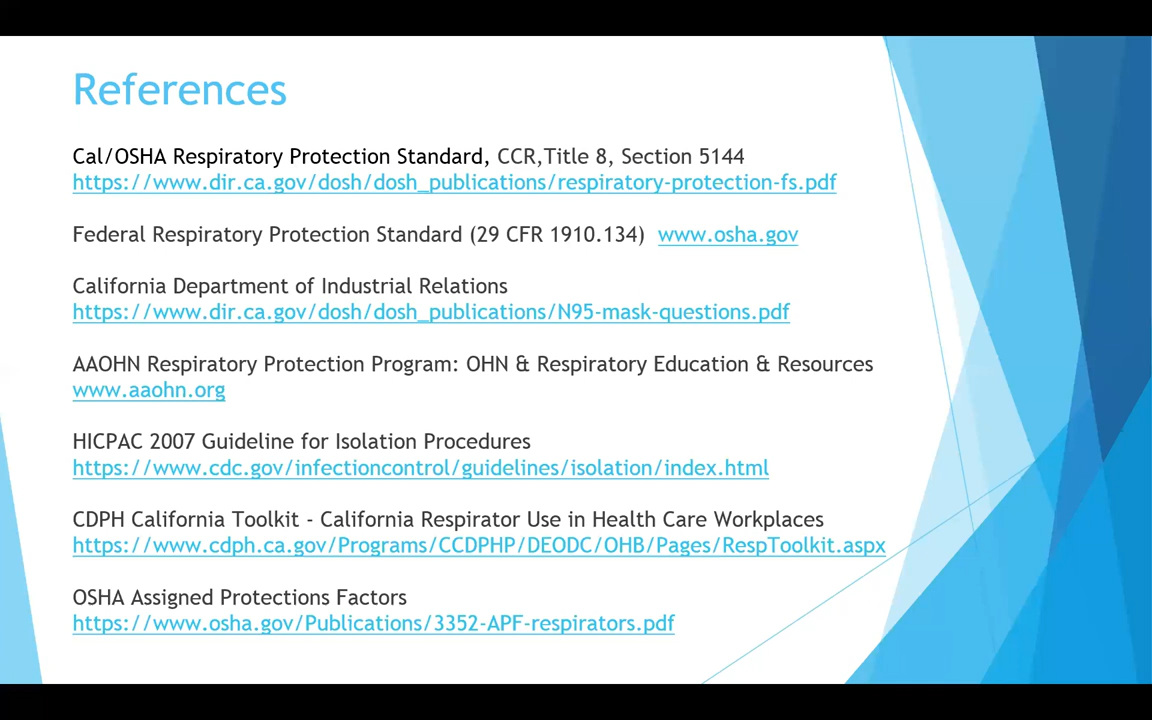 References
Cal/OSHA Respiratory Protection Standard, CCR,Title 8, Section 5144
https://www.dir.ca.gov/dosh/dosh_publications/respiratory-protection-fs.pdf
Federal Respiratory Protection Standard (29 CFR 1910.134) www.osha.gov
California Department of Industrial Relations
https://www.dir.ca.gov/dosh/dosh_publications/N95-mask-questions.pdf
AAOHN Respiratory Protection Program: OHN & Respiratory Education & Resources
www.aaohn.org
HICPAC 2007 Guideline for Isolation Procedures
https://www.cdc.gov/infectioncontrol/guidelines/isolation/index.html
CDPH California Toolkit - California Respirator Use in Health Care Workplaces
https://www.cdph.ca.gov/Programs/CCDPHP/DEODC/OHB/Pages/RespToolkit.aspx
OSHA Assigned Protections Factors
https://www.osha.gov/Publications/3352-APF-respirators.pdf